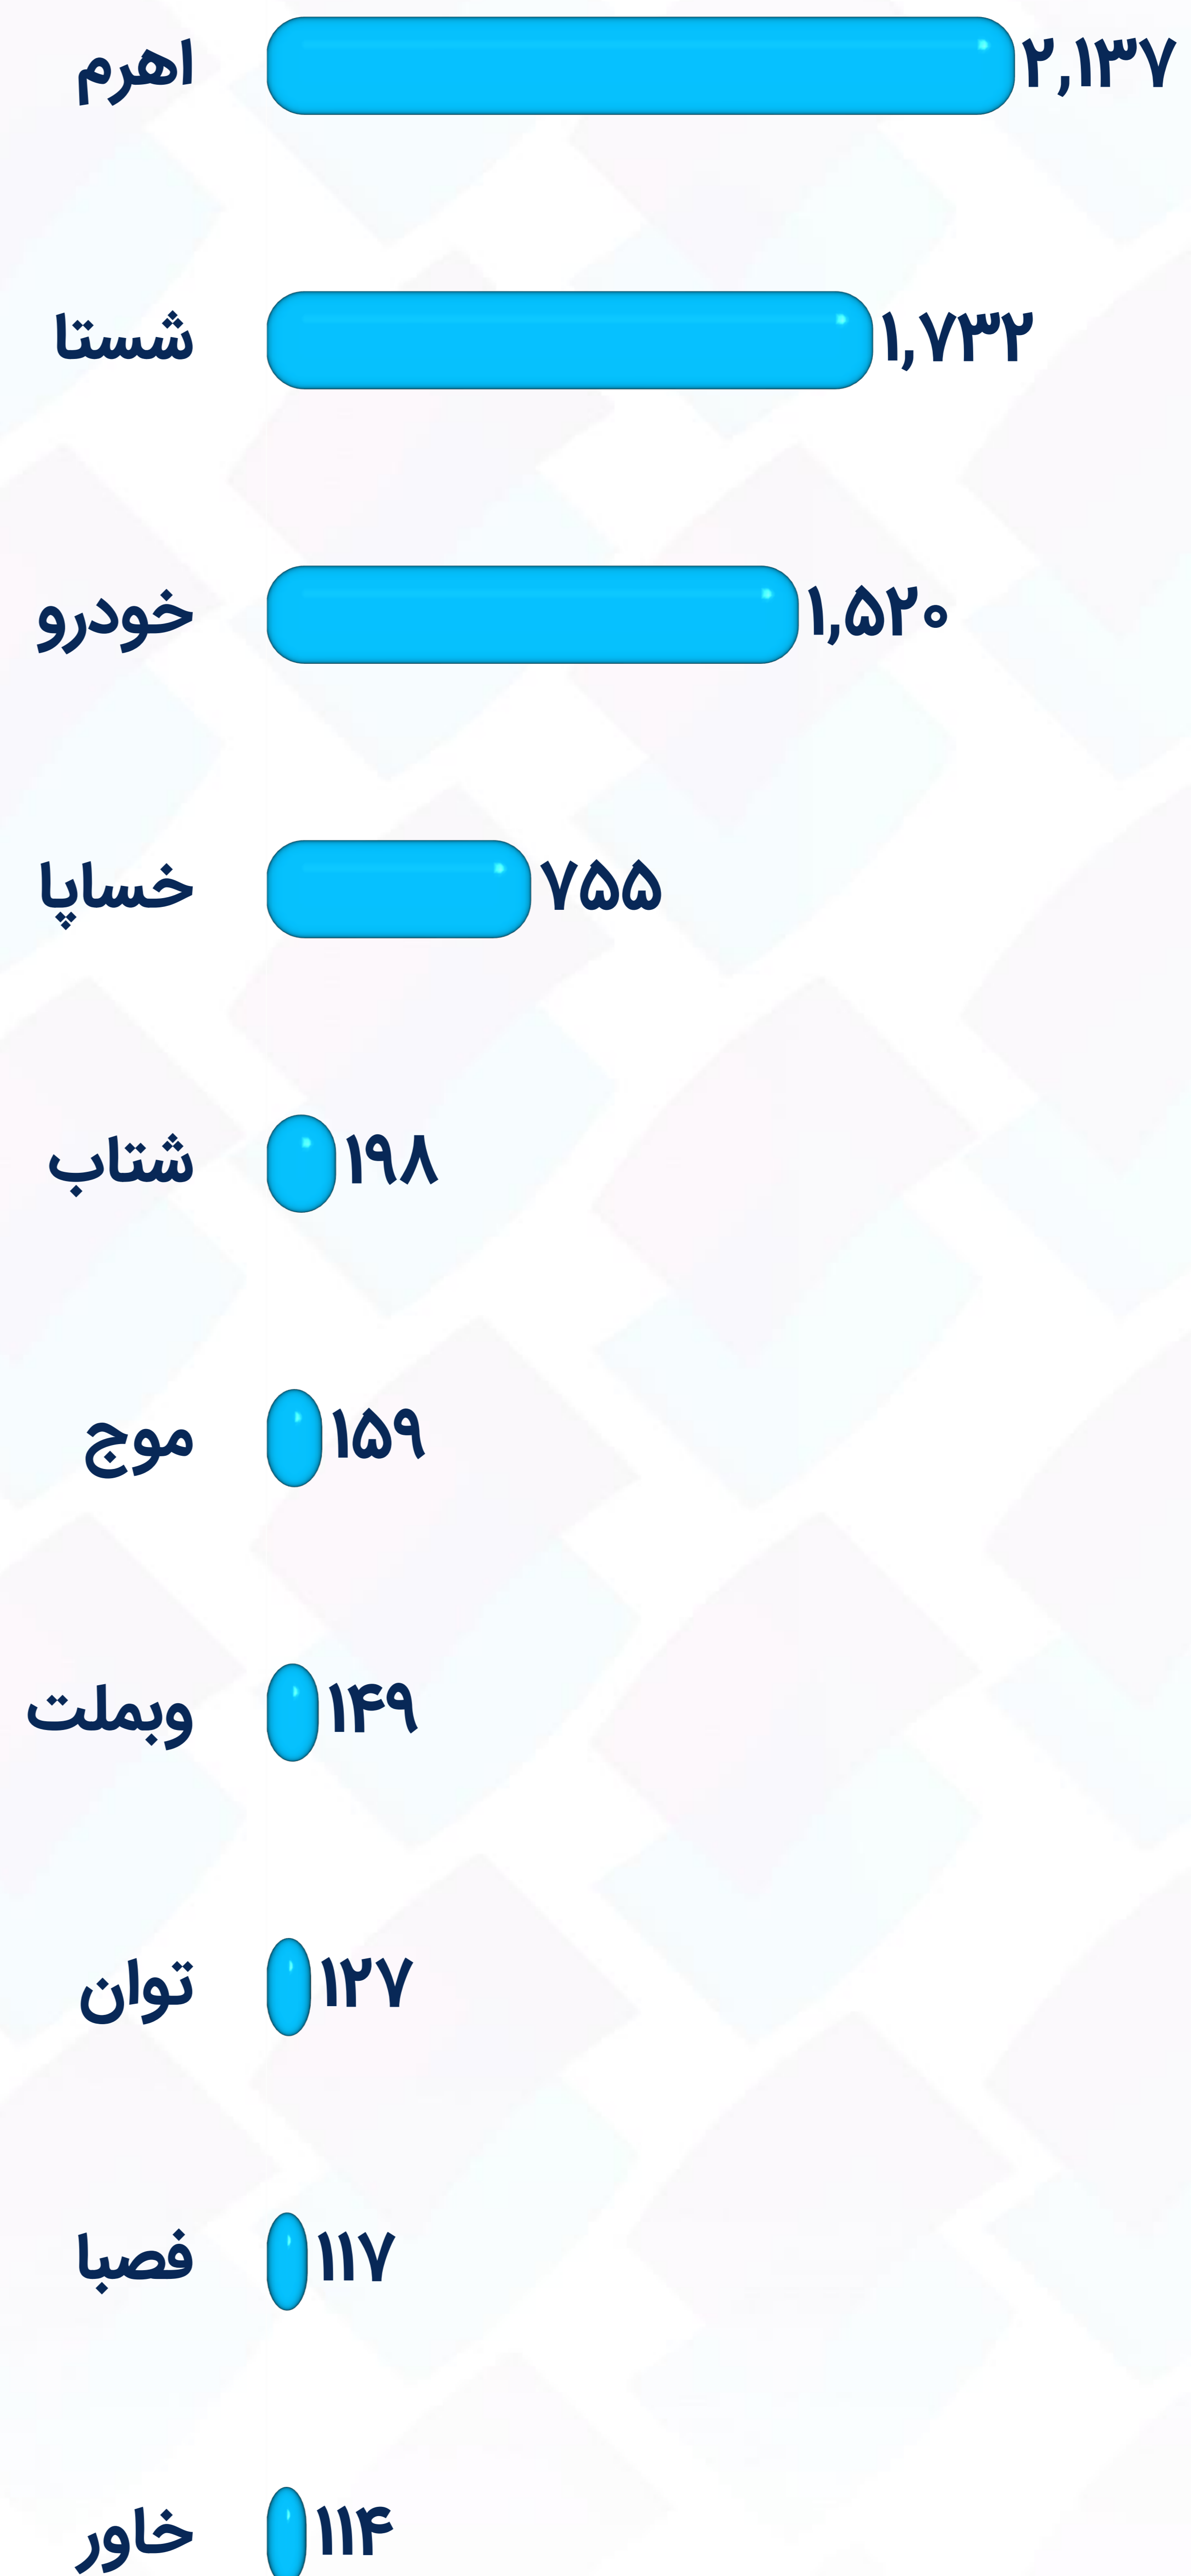 اهرم ۲,۱۳۷
شستا ۱,۷۳۲
خودرو ۱,۵۲۰
خساپا ۷۵۵
شتاب ۱۹۸
موج ۱۵۹
وبملت ۱۴۹
توان ۱۲۷
فصبا ۱۱۷
خاور ۱۱۴